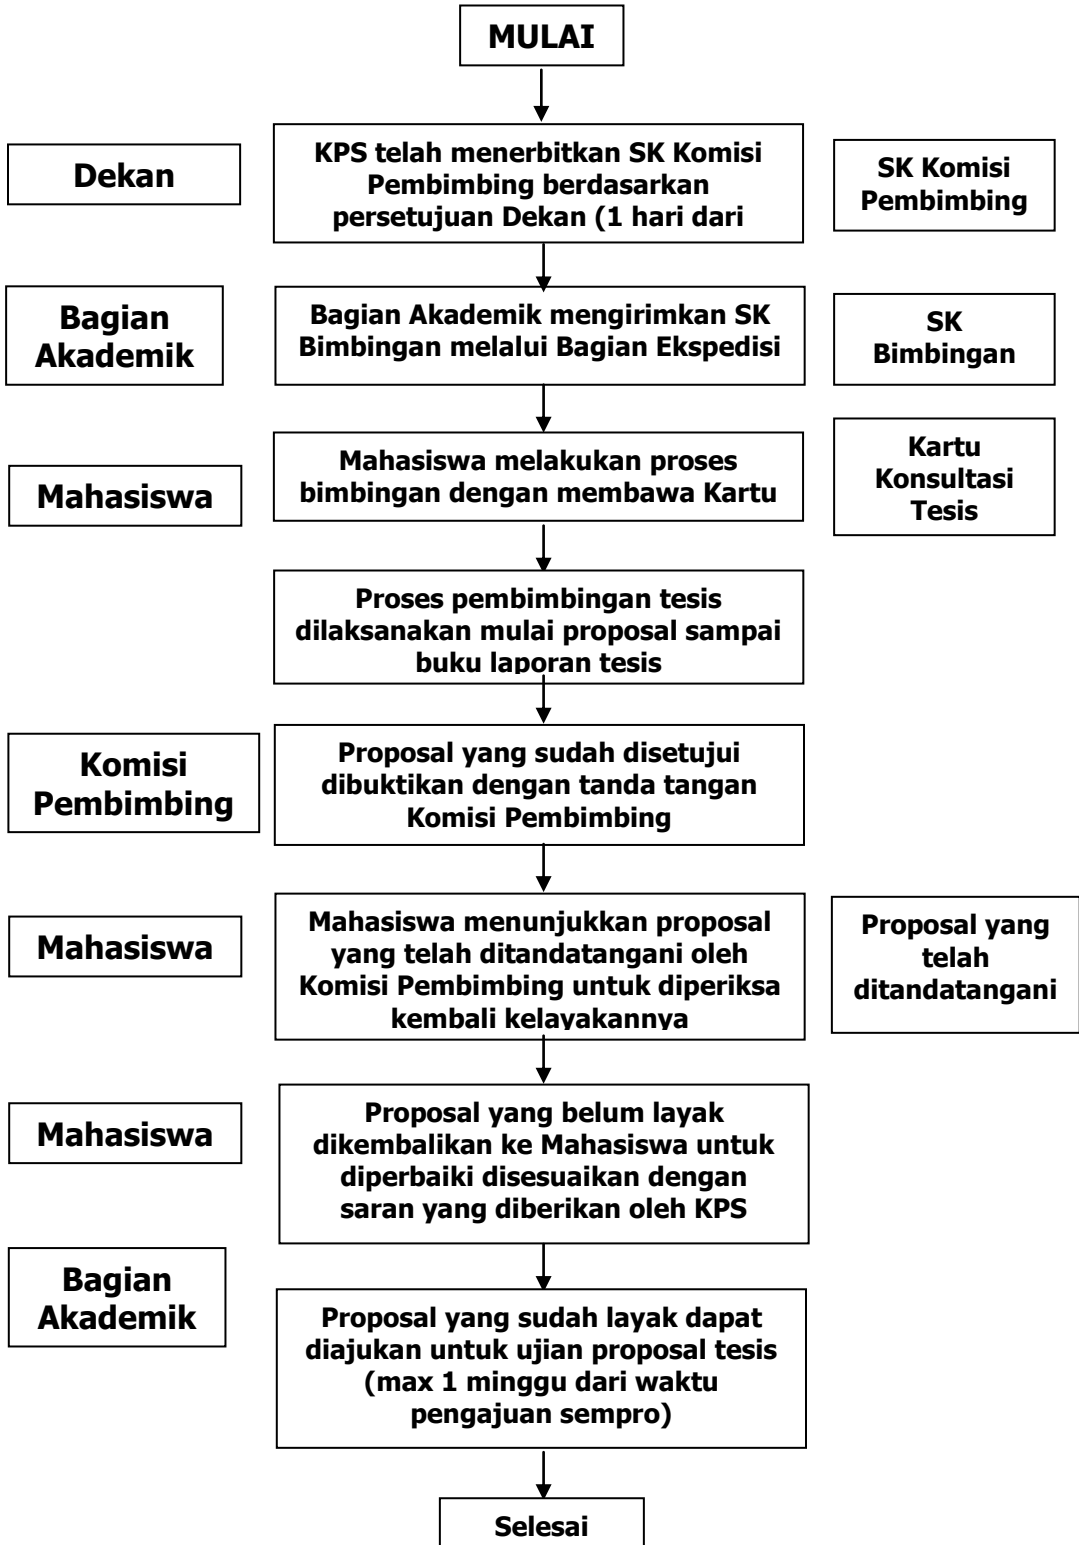 MULAI
Dekan
KPS telah menerbitkan SK Komisi
Pembimbing berdasarkan
persetujuan Dekan (1 hari dari
SK Komisi
Pembimbing
Bagian
Akademik
Bagian Akademik mengirimkan SK
Bimbingan melalui Bagian Ekspedisi
SK
Bimbingan
Mahasiswa
Mahasiswa melakukan proses
bimbingan dengan membawa Kartu
Kartu
Konsultasi
Tesis
Proses pembimbingan tesis
dilaksanakan mulai proposal sampai
buku laporan tesis
Komisi
Pembimbing
Proposal yang sudah disetujui
dibuktikan dengan tanda tangan
Komisi Pembimbing
Mahasiswa
Mahasiswa menunjukkan proposal
yang telah ditandatangani oleh
Komisi Pembimbing untuk diperiksa
kembali kelayakannya
Proposal yang
telah
ditandatangani
Mahasiswa
Proposal yang belum layak
dikembalikan ke Mahasiswa untuk
diperbaiki disesuaikan dengan
saran yang diberikan oleh KPS
Bagian
Akademik
Proposal yang sudah layak dapat
diajukan untuk ujian proposal tesis
(max 1 minggu dari waktu
pengajuan sempro)
Selesai